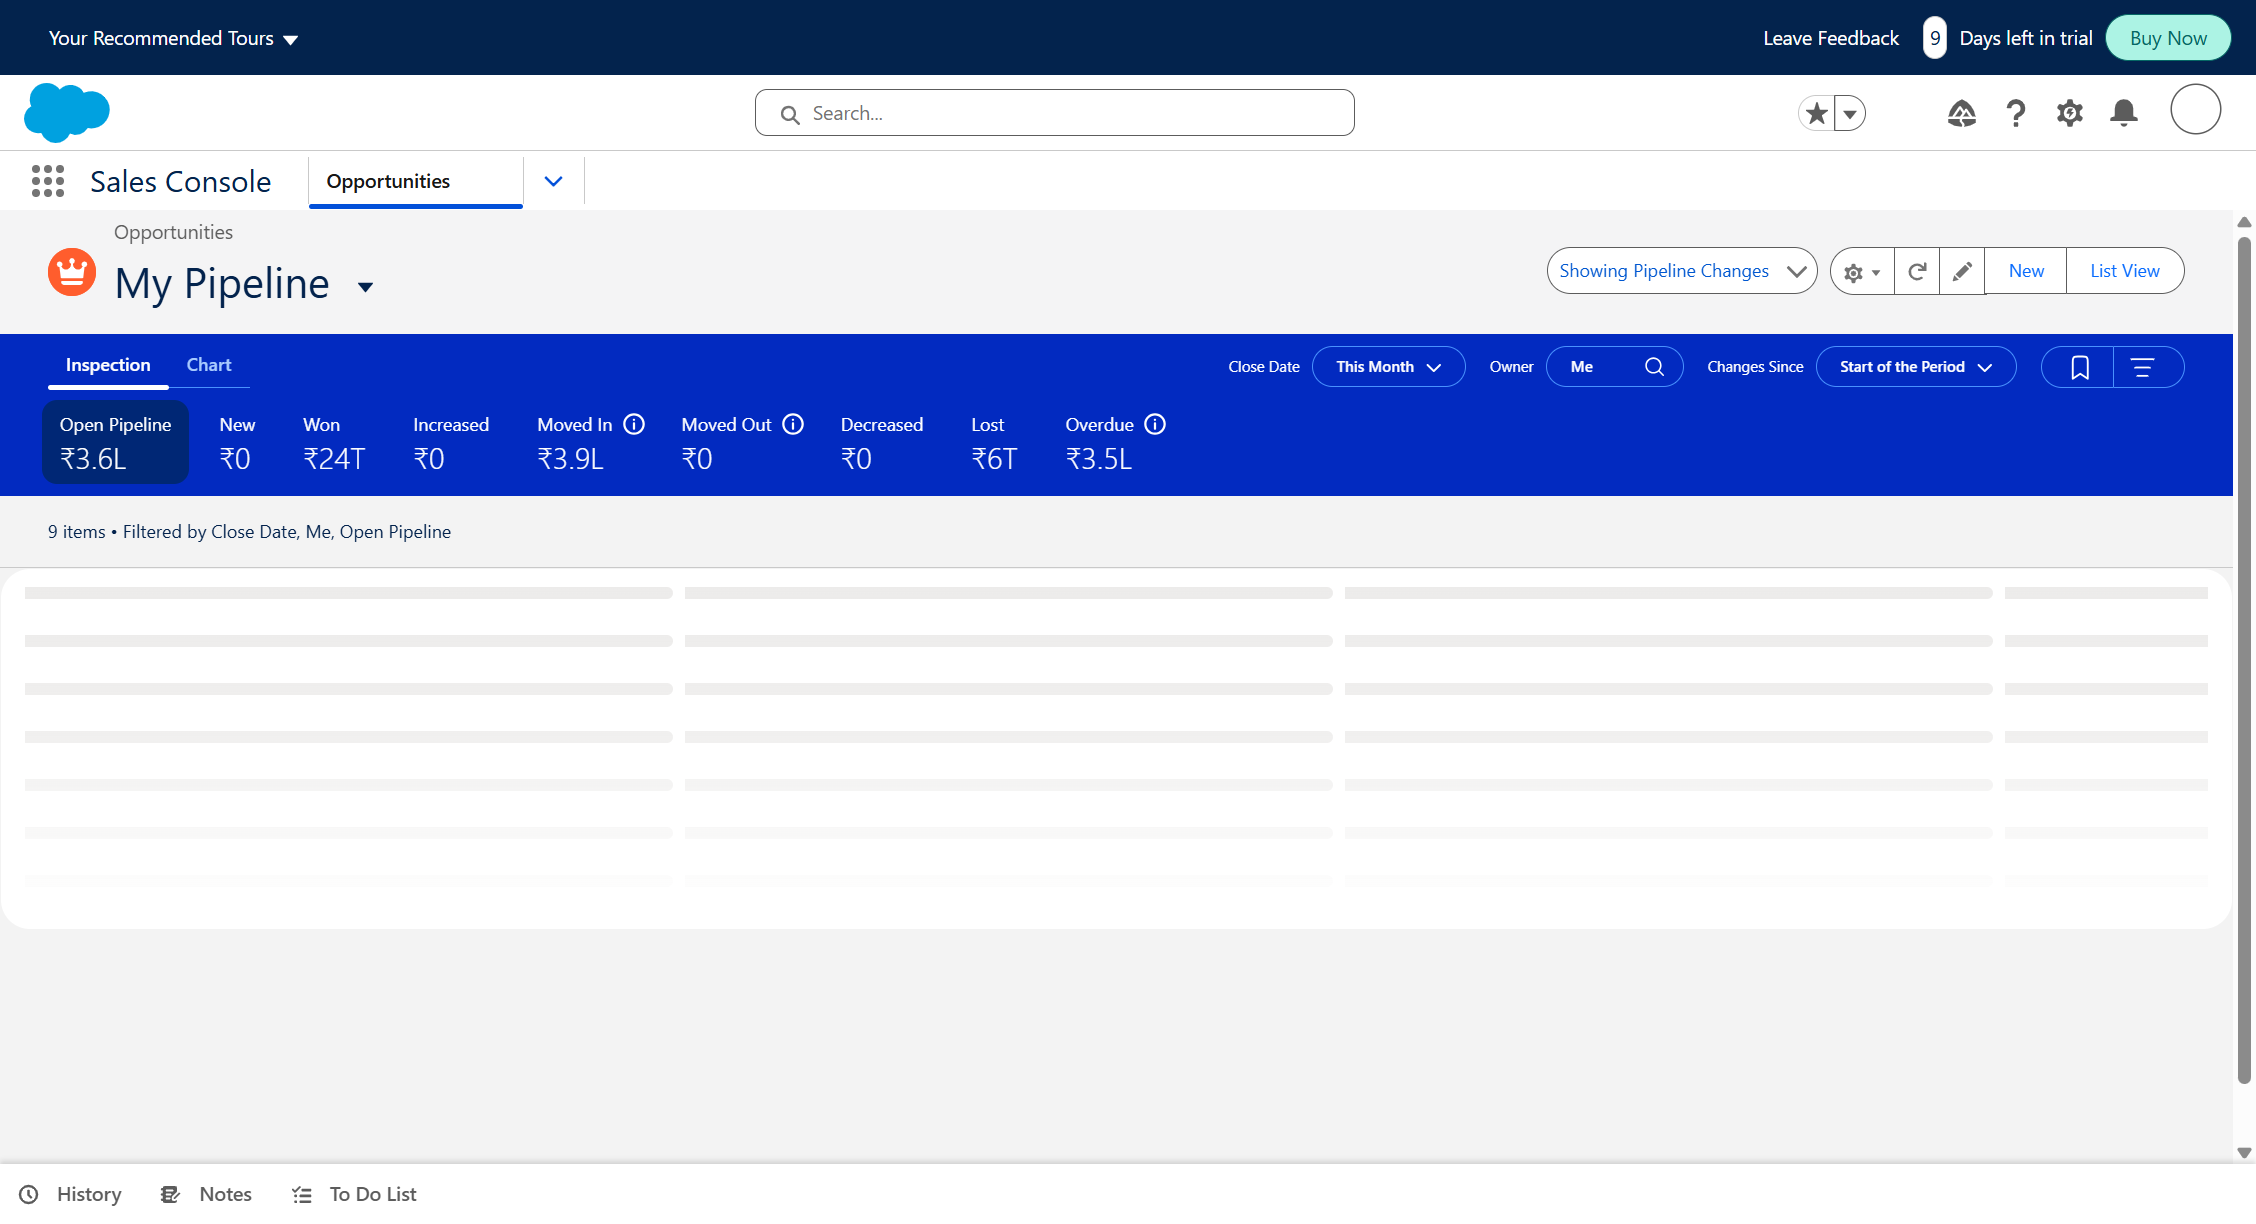 Your Recommended Tours
Leave Feedback 9 Days left in trial Buy Now
Search...
Sales Console Opportunities
Opportunities
My Pipeline
Showing Pipeline Changes New List View
Inspection Chart
Close Date This Month Owner Me Changes Since Start of the Period
Open Pipeline New Won Increased Moved In Moved Out Decreased Lost Overdue
₹3.6L ₹0 ₹24T ₹0 ₹3.9L ₹0 ₹0 ₹6T ₹3.5L
9 items • Filtered by Close Date, Me, Open Pipeline
History Notes To Do List